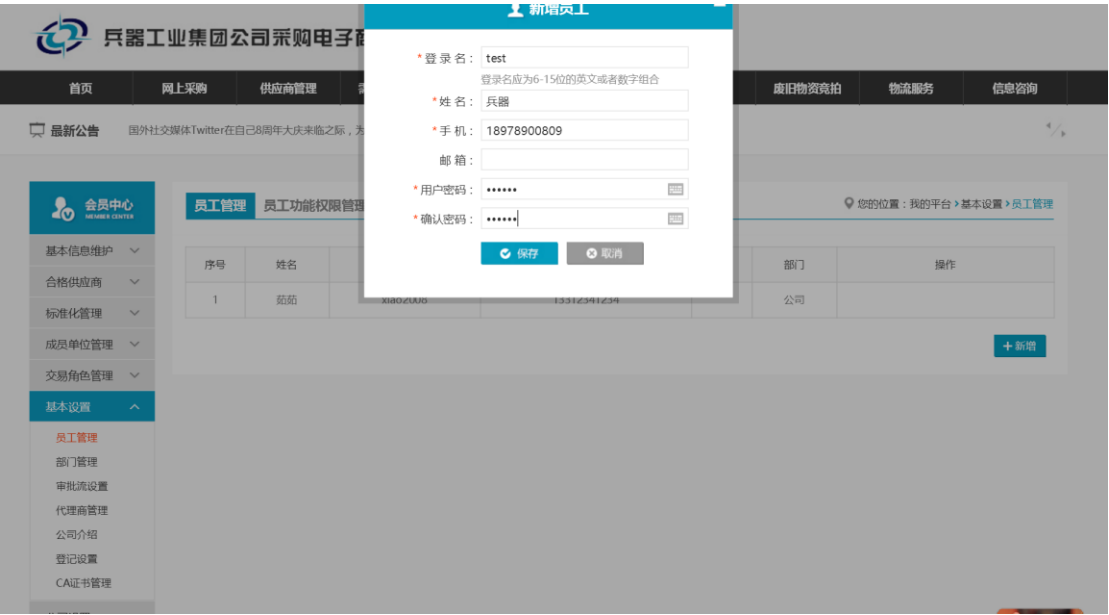 新增员工
兵器工业集团公司采购电子
*登 录 名： test
登录名应为6-15位的英文或者数字组合
*姓 名： 兵器
*手 机： 18978900809
邮 箱：
*用户密码： ••••••
*确认密码： ••••••
保存 取消
首页 网上采购 供应商管理 废旧物资竞拍 物流服务 信息咨询
最新公告 国外社交媒体Twitter在自己8周年大庆来临之际，为
会员中心
MEMBER CENTER
员工管理 员工功能权限管理 您的位置：我的平台>基本设置>员工管理
基本信息维护
合格供应商
标准化管理
成员单位管理
交易角色管理
基本设置
员工管理
部门管理
审批流设置
代理商管理
公司介绍
登记设置
CA证书管理
序号 姓名 部门 操作
1 茹茹 xiao2008 13312341234 公司
+新增